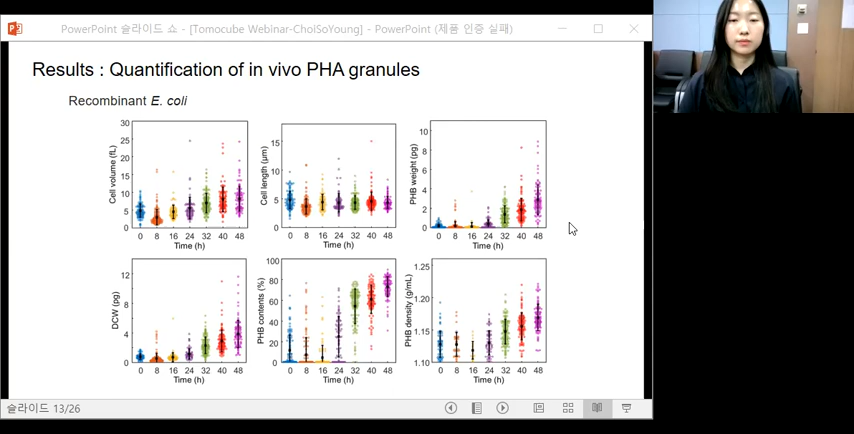 PowerPoint 슬라이드 쇼 - [Tomocube Webinar-ChoiSoYoung] - PowerPoint (제품 인증 실패)
Results : Quantification of in vivo PHA granules
Recombinant E. coli
Cell volume (fL)
30
25
20
15
10
5
0
0 8 16 24 32 40 48
Time (h)
Cell length (μm)
15
10
5
0
0 8 16 24 32 40 48
Time (h)
PHB weight (pg)
10
8
6
4
2
0
0 8 16 24 32 40 48
Time (h)
DCW (pg)
12
8
4
0
0 8 16 24 32 40 48
Time (h)
PHB contents (%)
100
80
60
40
20
0
0 8 16 24 32 40 48
Time (h)
PHB density (g/mL)
1.25
1.20
1.15
1.10
0 8 16 24 32 40 48
Time (h)
슬라이드 13/26